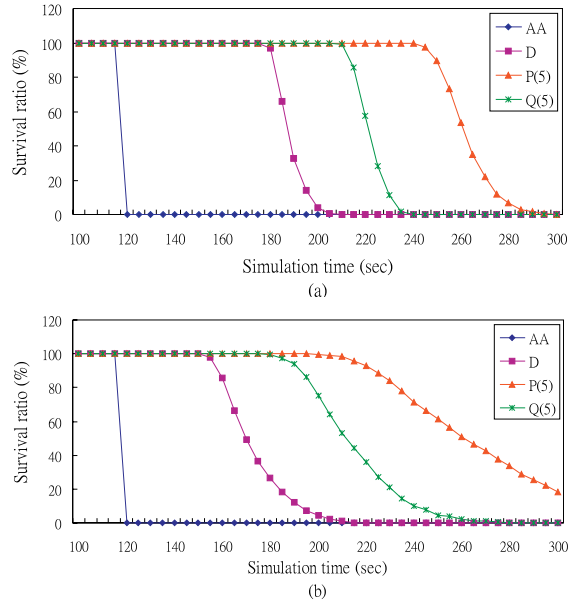 120
100
80
60
40
20
0
Survival ratio (%)
AA
D
P(5)
Q(5)
100 120 140 160 180 200 220 240 260 280 300
Simulation time (sec)
(a)
120
100
80
60
40
20
0
Survival ratio (%)
AA
D
P(5)
Q(5)
100 120 140 160 180 200 220 240 260 280 300
Simulation time (sec)
(b)